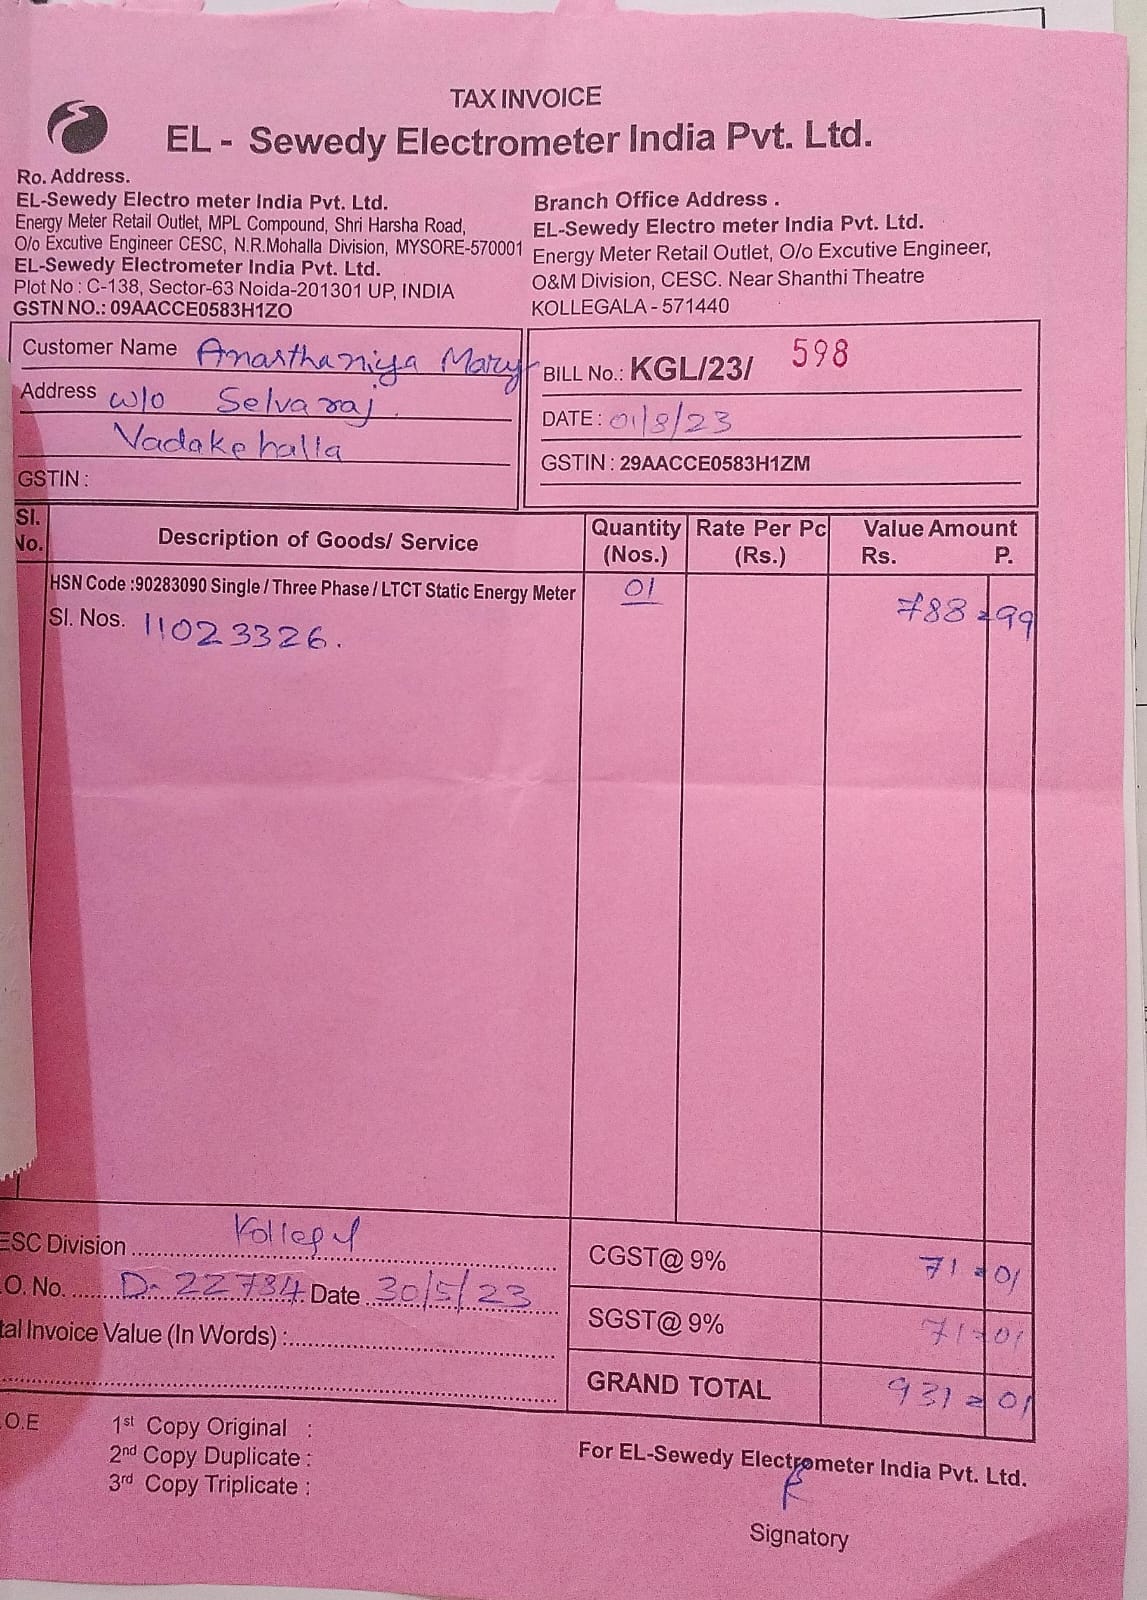 TAX INVOICE
EL - Sewedy Electrometer India Pvt. Ltd.
Ro. Address.
EL-Sewedy Electro meter India Pvt. Ltd.
Energy Meter Retail Outlet, MPL Compound, Shri Harsha Road,
O/o Excutive Engineer CESC, N.R.Mohalla Division, MYSORE-570001
EL-Sewedy Electrometer India Pvt. Ltd.
Plot No : C-138, Sector-63 Noida-201301 UP, INDIA
GSTN NO.: 09AACCE0583H1ZO
Branch Office Address .
EL-Sewedy Electro meter India Pvt. Ltd.
Energy Meter Retail Outlet, O/o Excutive Engineer,
O&M Division, CESC. Near Shanthi Theatre
KOLLEGALA - 571440
Customer Name Anasthaniya Mary
Address w/o Selvaraj
Vadakehalla
GSTIN :
BILL No.: KGL/23/ 598
DATE : 01/8/23
GSTIN : 29AACCE0583H1ZM
Sl. No. Description of Goods/ Service Quantity (Nos.) Rate Per Pc (Rs.) Value Amount Rs. P.
HSN Code :90283090 Single / Three Phase / LTCT Static Energy Meter 01 788=99
Sl. Nos. 11023326.
ESC Division Kollegal
O. No. D-22784 Date 30/5/23
tal Invoice Value (In Words) :
CGST@ 9% 71=01
SGST@ 9% 71=01
GRAND TOTAL 931=01
.O.E
1st Copy Original :
2nd Copy Duplicate :
3rd Copy Triplicate :
For EL-Sewedy Electrometer India Pvt. Ltd.
Signatory